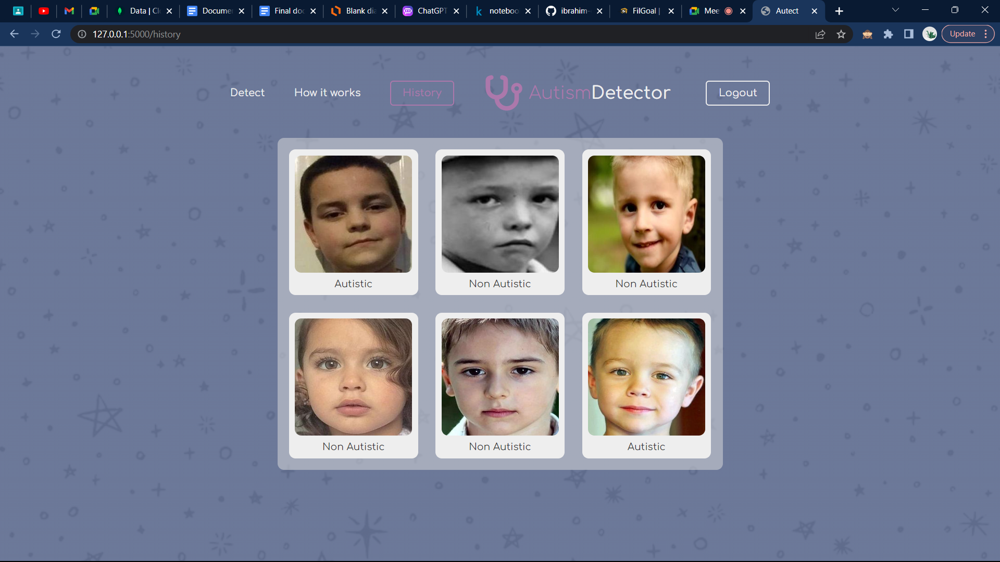 Data | Cl
Docume
Final doc
Blank dia
ChatGPT
noteboo
ibrahim-
FilGoal |
Mee
Autect
127.0.0.1:5000/history
Update
Detect
How it works
History
AutismDetector
Logout
Autistic
Non Autistic
Non Autistic
Non Autistic
Non Autistic
Autistic